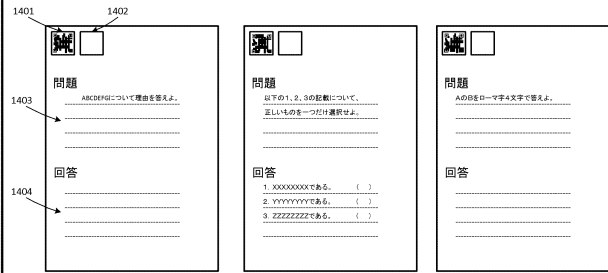 1401
1402
問題
ABCDEFGIについて理由を答えよ。
1403
回答
1404
問題
以下の1、2、3の記載について、
正しいものを一つだけ選択せよ。
回答
1. XXXXXXXXである。 ( )
2. YYYYYYYYである。 ( )
3. ZZZZZZZZである。 ( )
問題
AのBをローマ字4文字で答えよ。
回答